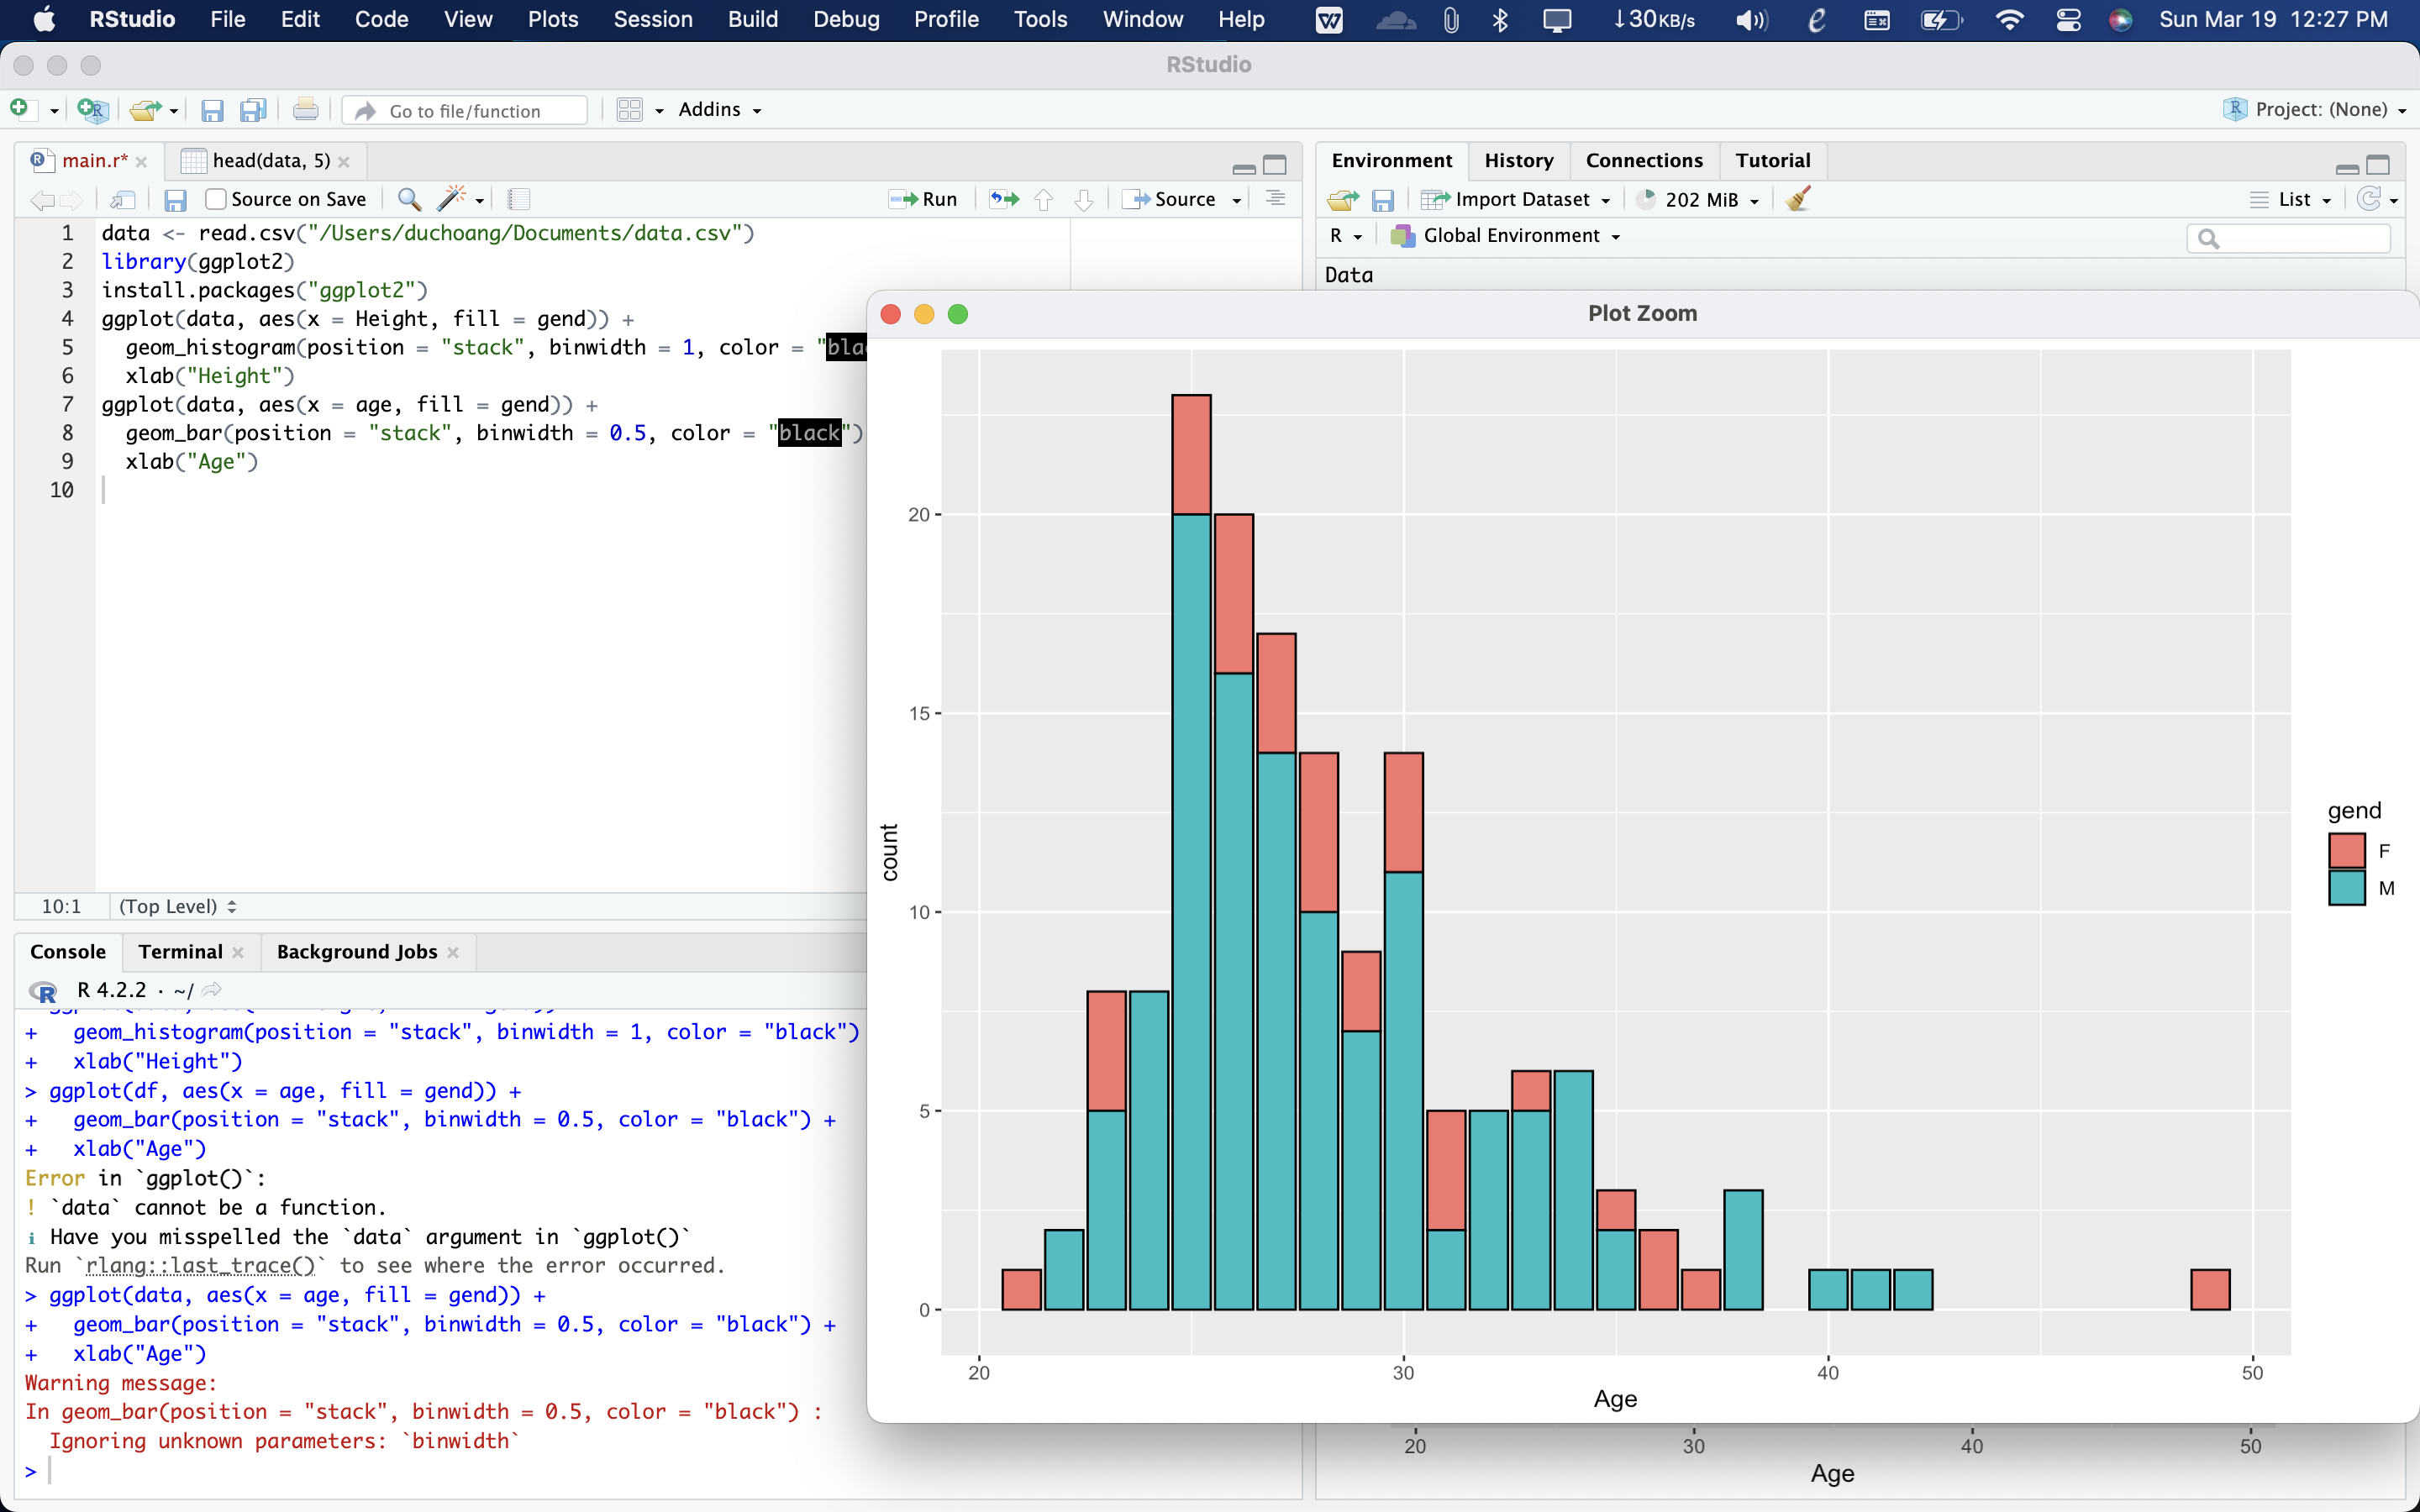 RStudio File Edit Code View Plots Session Build Debug Profile Tools Window Help ↓30KB/s Sun Mar 19 12:27 PM
RStudio
Go to file/function Addins Project: (None)
main.r* head(data, 5)
Source on Save Run Source
1 data <- read.csv("/Users/duchoang/Documents/data.csv")
2 library(ggplot2)
3 install.packages("ggplot2")
4 ggplot(data, aes(x = Height, fill = gend)) +
5 geom_histogram(position = "stack", binwidth = 1, color = "bla
6 xlab("Height")
7 ggplot(data, aes(x = age, fill = gend)) +
8 geom_bar(position = "stack", binwidth = 0.5, color = "black")
9 xlab("Age")
10
10:1 (Top Level)
Console Terminal Background Jobs
R 4.2.2 · ~/
+ geom_histogram(position = "stack", binwidth = 1, color = "black")
+ xlab("Height")
> ggplot(df, aes(x = age, fill = gend)) +
+ geom_bar(position = "stack", binwidth = 0.5, color = "black") +
+ xlab("Age")
Error in `ggplot()`:
! `data` cannot be a function.
i Have you misspelled the `data` argument in `ggplot()`
Run `rlang::last_trace()` to see where the error occurred.
> ggplot(data, aes(x = age, fill = gend)) +
+ geom_bar(position = "stack", binwidth = 0.5, color = "black") +
+ xlab("Age")
Warning message:
In geom_bar(position = "stack", binwidth = 0.5, color = "black") :
Ignoring unknown parameters: `binwidth`
>
Environment History Connections Tutorial
Import Dataset 202 MiB List
R Global Environment
Data
Plot Zoom
20
15
10
5
0
count
20 30 40 50
Age
gend
F
M
20 30 40 50
Age